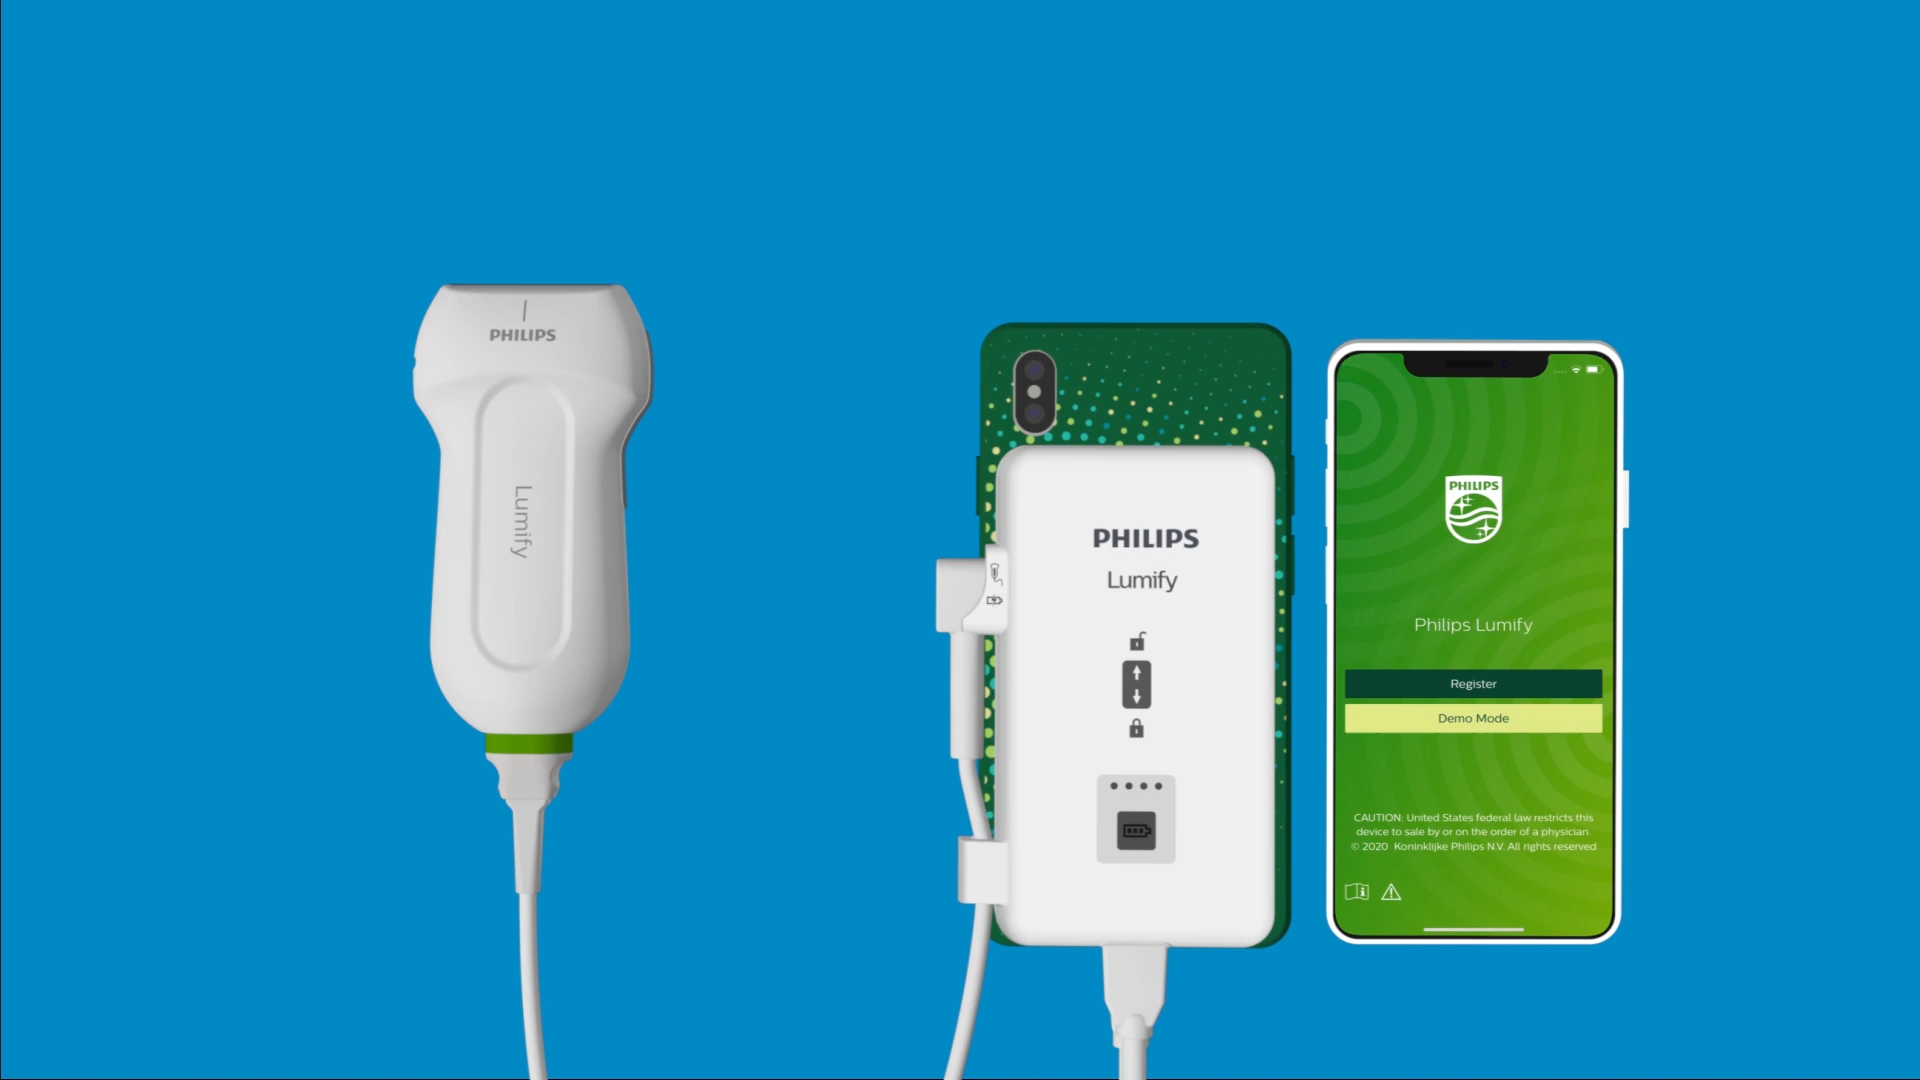 PHILIPS
Lumify
PHILIPS
Lumify
PHILIPS
Philips Lumify
Register
Demo Mode
CAUTION: United States federal law restricts this
device to sale by or on the order of a physician.
© 2020 Koninklijke Philips N.V. All rights reserved